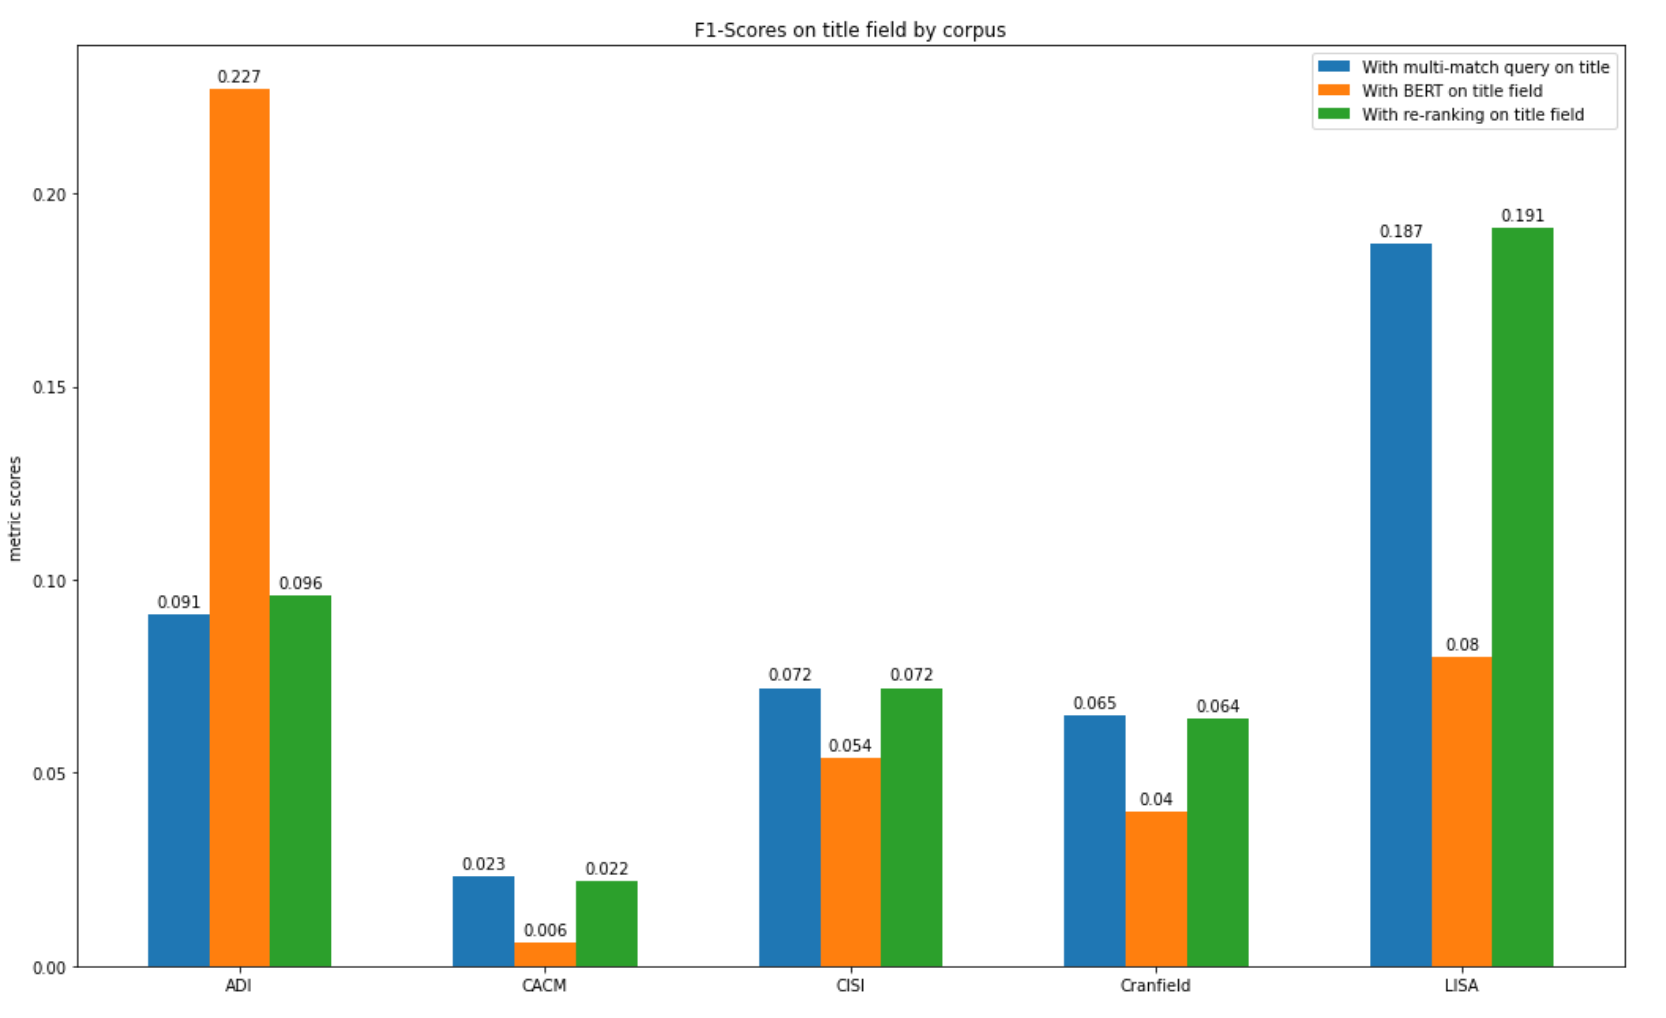 F1-Scores on title field by corpus
With multi-match query on title
With BERT on title field
With re-ranking on title field
metric scores
0.20
0.15
0.10
0.05
0.00
0.091
0.227
0.096
0.023
0.006
0.022
0.072
0.054
0.072
0.065
0.04
0.064
0.187
0.08
0.191
ADI
CACM
CISI
Cranfield
LISA